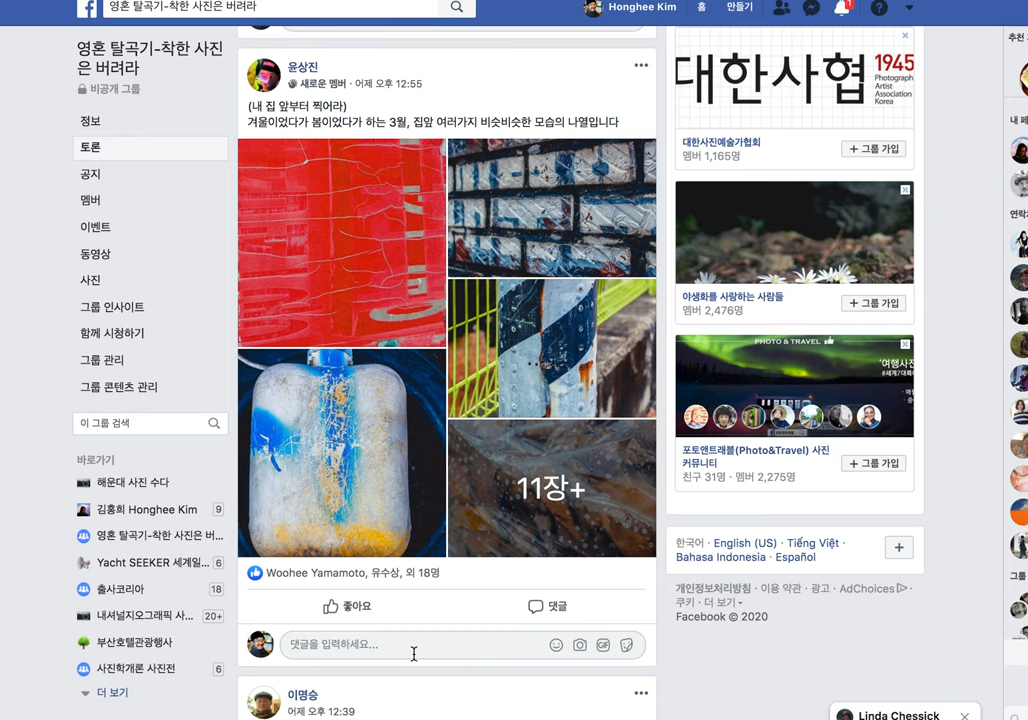 영혼 탈곡기-착한 사진은 버려라
Honghee Kim
홈
만들기
1
영혼 탈곡기-착한 사진
은 버려라
비공개 그룹
정보
토론
공지
멤버
이벤트
동영상
사진
그룹 인사이트
함께 시청하기
그룹 관리
그룹 콘텐츠 관리
이 그룹 검색
바로가기
해운대 사진 수다
김홍희 Honghee Kim 9
영혼 탈곡기-착한 사진은 버...
Yacht SEEKER 세계일... 6
출사코리아 18
내셔널지오그래픽 사... 20+
부산호텔관광행사
사진학개론 사진전 6
더 보기
윤상진
새로운 멤버 · 어제 오후 12:55
(내 집 앞부터 찍어라)
겨울이었다가 봄이었다가 하는 3월, 집앞 여러가지 비슷비슷한 모습의 나열입니다
11장+
Woohee Yamamoto, 유수상, 외 18명
좋아요
댓글
댓글을 입력하세요...
GIF
이명승
어제 오후 12:39
대한사협 1945
Photograph
Artist
Association
Korea
대한사진예술가협회
멤버 1,165명
+ 그룹 가입
야생화를 사랑하는 사람들
멤버 2,476명
+ 그룹 가입
PHOTO & TRAVEL
'여행사진
포토앤트래블(Photo&Travel) 사진
커뮤니티
친구 31명 · 멤버 2,275명
+ 그룹 가입
한국어 · English (US) · Tiếng Việt ·
Bahasa Indonesia · Español
개인정보처리방침 · 이용 약관 · 광고 · AdChoices ·
쿠키 · 더 보기
Facebook © 2020
추천
내 페
연락
그룹
Linda Chessick